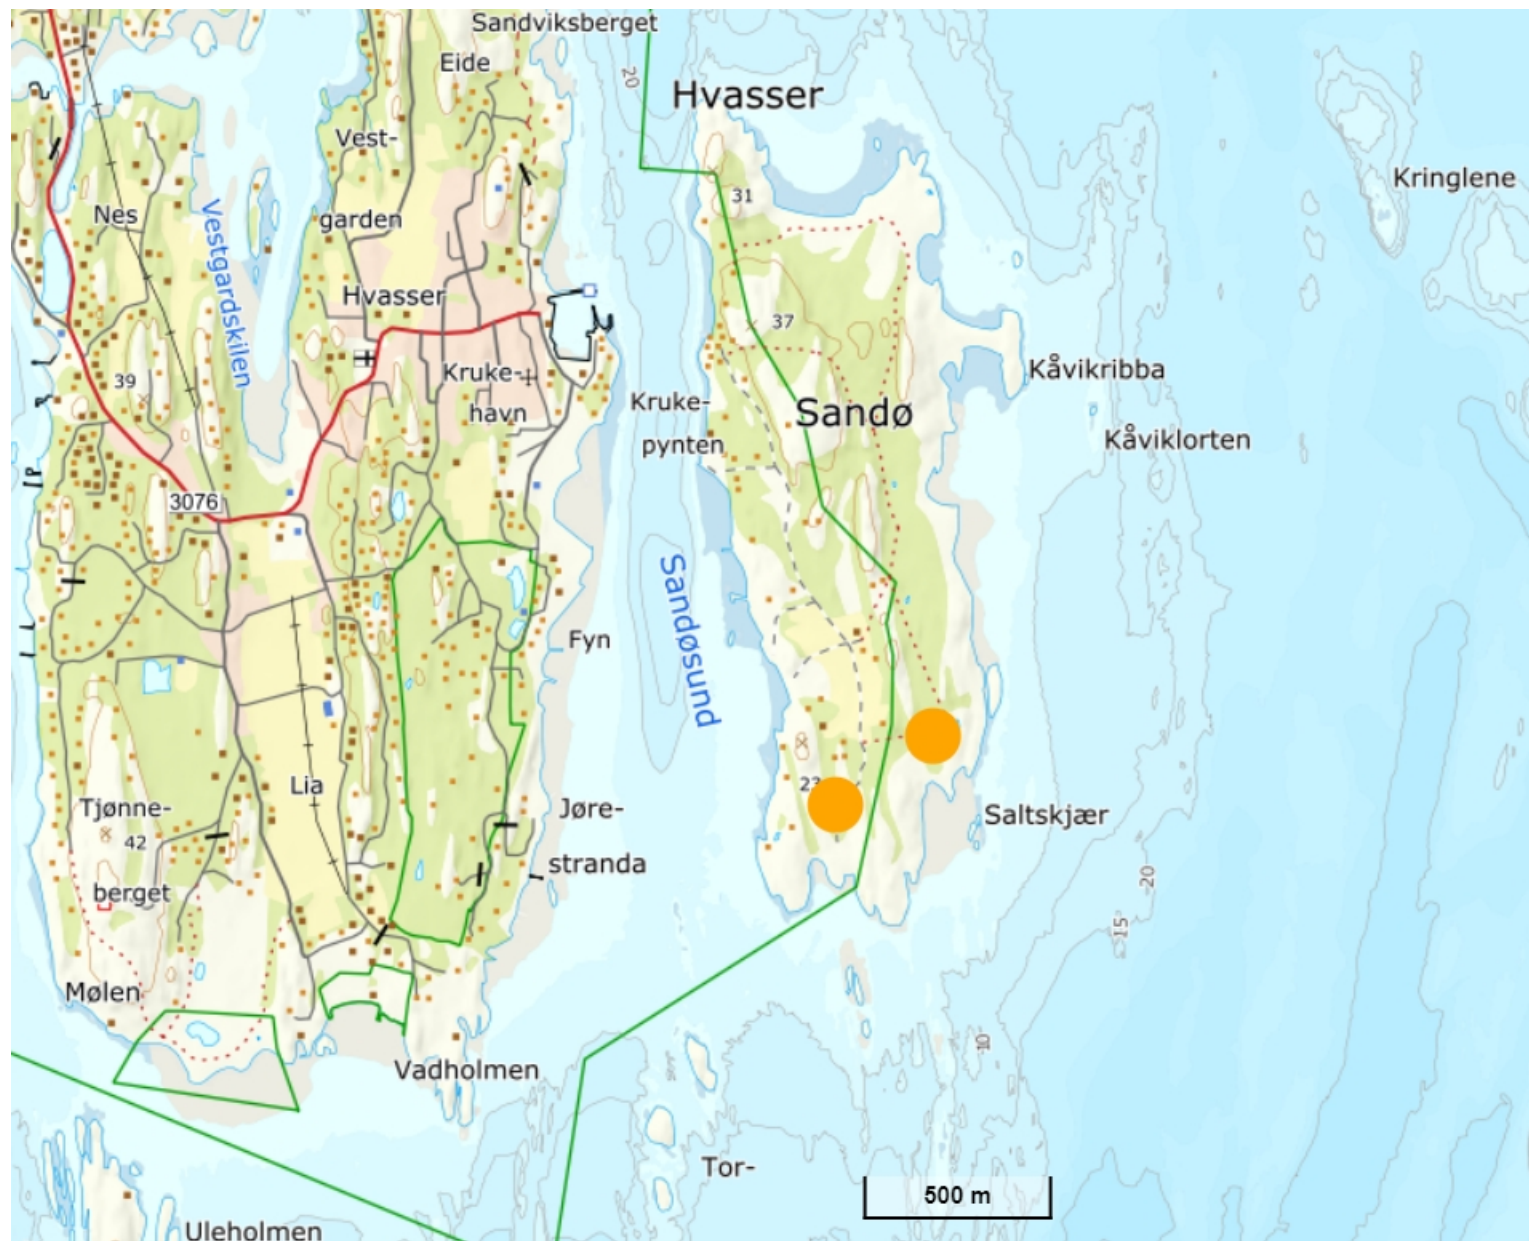 Sandviksberget
Eide
20
Hvasser
Vest-
Kringlene
31
Nes
garden
Vestgardskilen
Hvasser
37
Kåvikribba
39
Kruke-
Kruke-
havn
Sandø
pynten
Kåviklorten
3076
Sandøsund
Fyn
Lia
23
Tjønne-
Jøre-
Saltskjær
42
stranda
berget
20
15
Mølen
10
Vadholmen
Tor-
500 m
Uleholmen